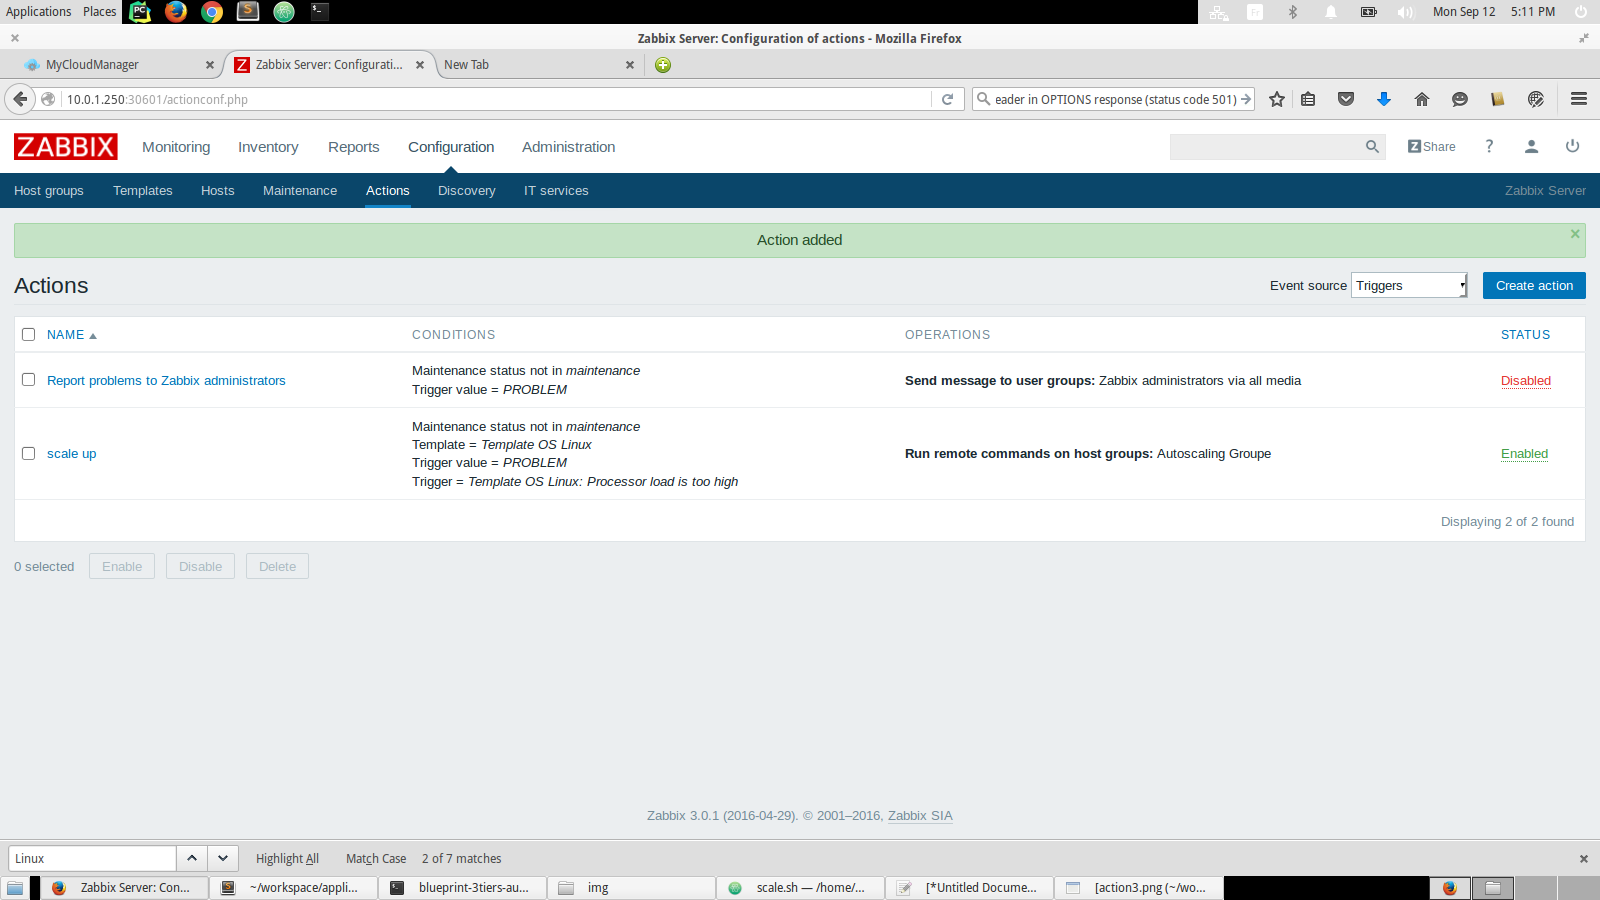 Applications Places Mon Sep 12 5:11 PM
Zabbix Server: Configuration of actions - Mozilla Firefox
MyCloudManager Zabbix Server: Configurati... New Tab
10.0.1.250:30601/actionconf.php eader in OPTIONS response (status code 501)
ZABBIX Monitoring Inventory Reports Configuration Administration Z Share ?
Host groups Templates Hosts Maintenance Actions Discovery IT services Zabbix Server
Action added
Actions Event source Triggers Create action
NAME CONDITIONS OPERATIONS STATUS
Report problems to Zabbix administrators Maintenance status not in maintenance Send message to user groups: Zabbix administrators via all media Disabled
Trigger value = PROBLEM
Maintenance status not in maintenance
Template = Template OS Linux
scale up Run remote commands on host groups: Autoscaling Groupe Enabled
Trigger value = PROBLEM
Trigger = Template OS Linux: Processor load is too high
Displaying 2 of 2 found
0 selected Enable Disable Delete
Zabbix 3.0.1 (2016-04-29). © 2001–2016, Zabbix SIA
Linux Highlight All Match Case 2 of 7 matches
Zabbix Server: Con... ~/workspace/appli... blueprint-3tiers-au... img scale.sh — /home/... [*Untitled Docume... [action3.png (~/wo...